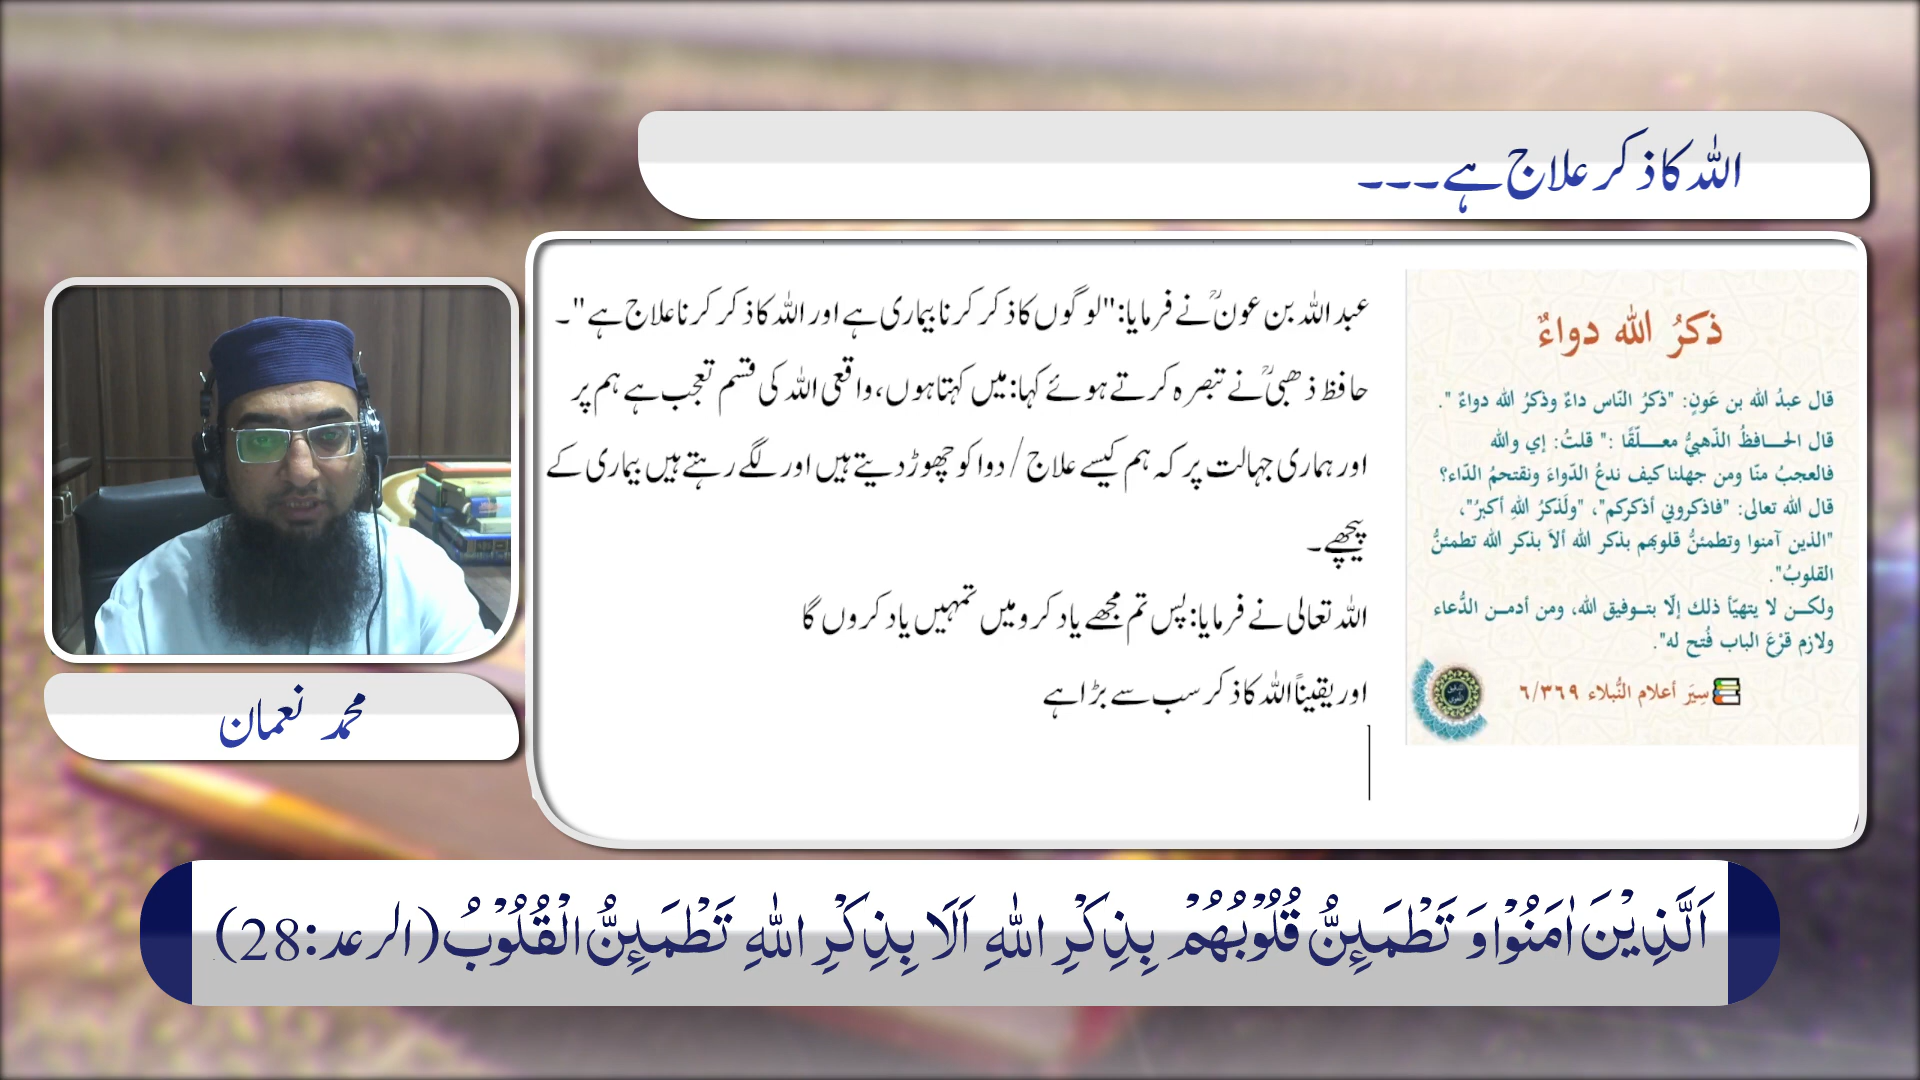 اللہ کا ذکر علاج ہے۔۔۔
عبد اللہ بن عونؒ نے فرمایا: "لوگوں کا ذکر کرنا بیماری ہے اور اللہ کا ذکر کرنا علاج ہے"۔
حافظ ذھبیؒ نے تبصرہ کرتے ہوئے کہا: میں کہتا ہوں، واقعی اللہ کی قسم تعجب ہے ہم پر
اور ہماری جہالت پر کہ ہم کیسے علاج / دوا کو چھوڑ دیتے ہیں اور لگے رہتے ہیں بیماری کے
پیچھے۔
اللہ تعالی نے فرمایا: پس تم مجھے یاد کرو میں تمہیں یاد کروں گا
اور یقیناً اللہ کا ذکر سب سے بڑا ہے
ذكرُ الله دواءٌ
قال عبدُ الله بن عَونٍ: "ذكرُ النّاس داءٌ وذكرُ الله دواءٌ ".
قال الحـافظُ الذّهبيُّ معـلّقًا :" قلتُ: إي والله
فالعجبُ منّا ومن جهلنا كيف ندعُ الدّواءَ ونقتحمُ الدّاء؟
قال الله تعالى: "فاذكروني أذكركم"، "ولَذكرُ اللهِ أكبرُ"،
"الذين آمنوا وتطمئنُّ قلوبهم بذكر الله ألاَ بذكر الله تطمئنُّ
القلوبُ".
ولكـن لا يتهيّأ ذلك إلّا بتـوفيق الله، ومن أدمـن الدُّعاء
ولازم قَرْعَ الباب فُتح له".
سِيَر أعلام النُّبلاء ٦/٣٦٩
محمد نعمان
اَلَّذِیْنَ اٰمَنُوْا وَ تَطْمَىِٕنُّ قُلُوْبُهُمْ بِذِكْرِ اللّٰهِ اَلَا بِذِكْرِ اللّٰهِ تَطْمَىِٕنُّ الْقُلُوْبُ(الرعد:28)